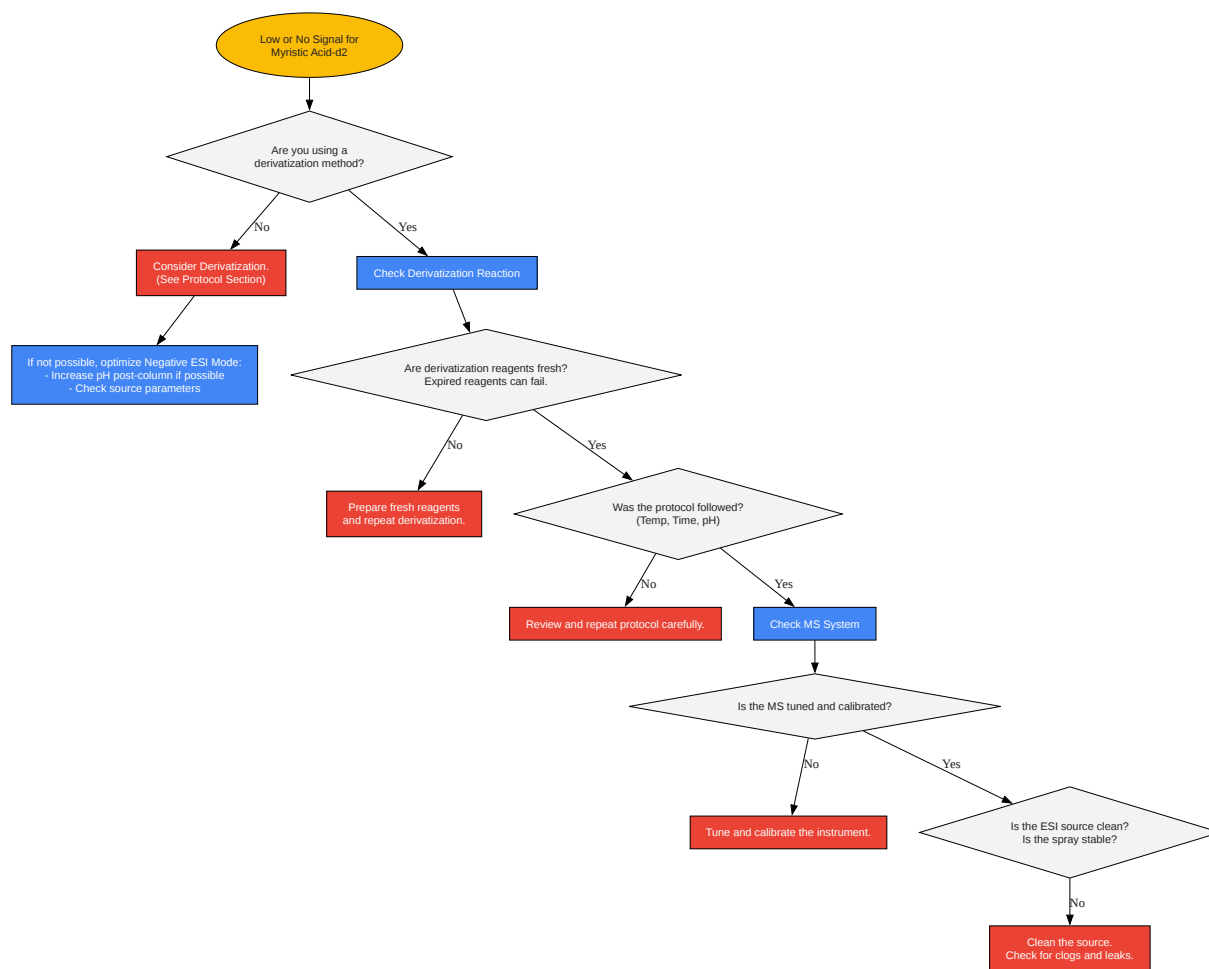 Low or No Signal for
Myristic Acid-d2
Are you using a
derivatization method?
No
Yes
Consider Derivatization.
(See Protocol Section)
Check Derivatization Reaction
If not possible, optimize Negative ESI Mode:
- Increase pH post-column if possible
- Check source parameters
Are derivatization reagents fresh?
Expired reagents can fail.
No
Yes
Prepare fresh reagents
and repeat derivatization.
Was the protocol followed?
(Temp, Time, pH)
No
Yes
Review and repeat protocol carefully.
Check MS System
Is the MS tuned and calibrated?
No
Yes
Tune and calibrate the instrument.
Is the ESI source clean?
Is the spray stable?
No
Clean the source.
Check for clogs and leaks.